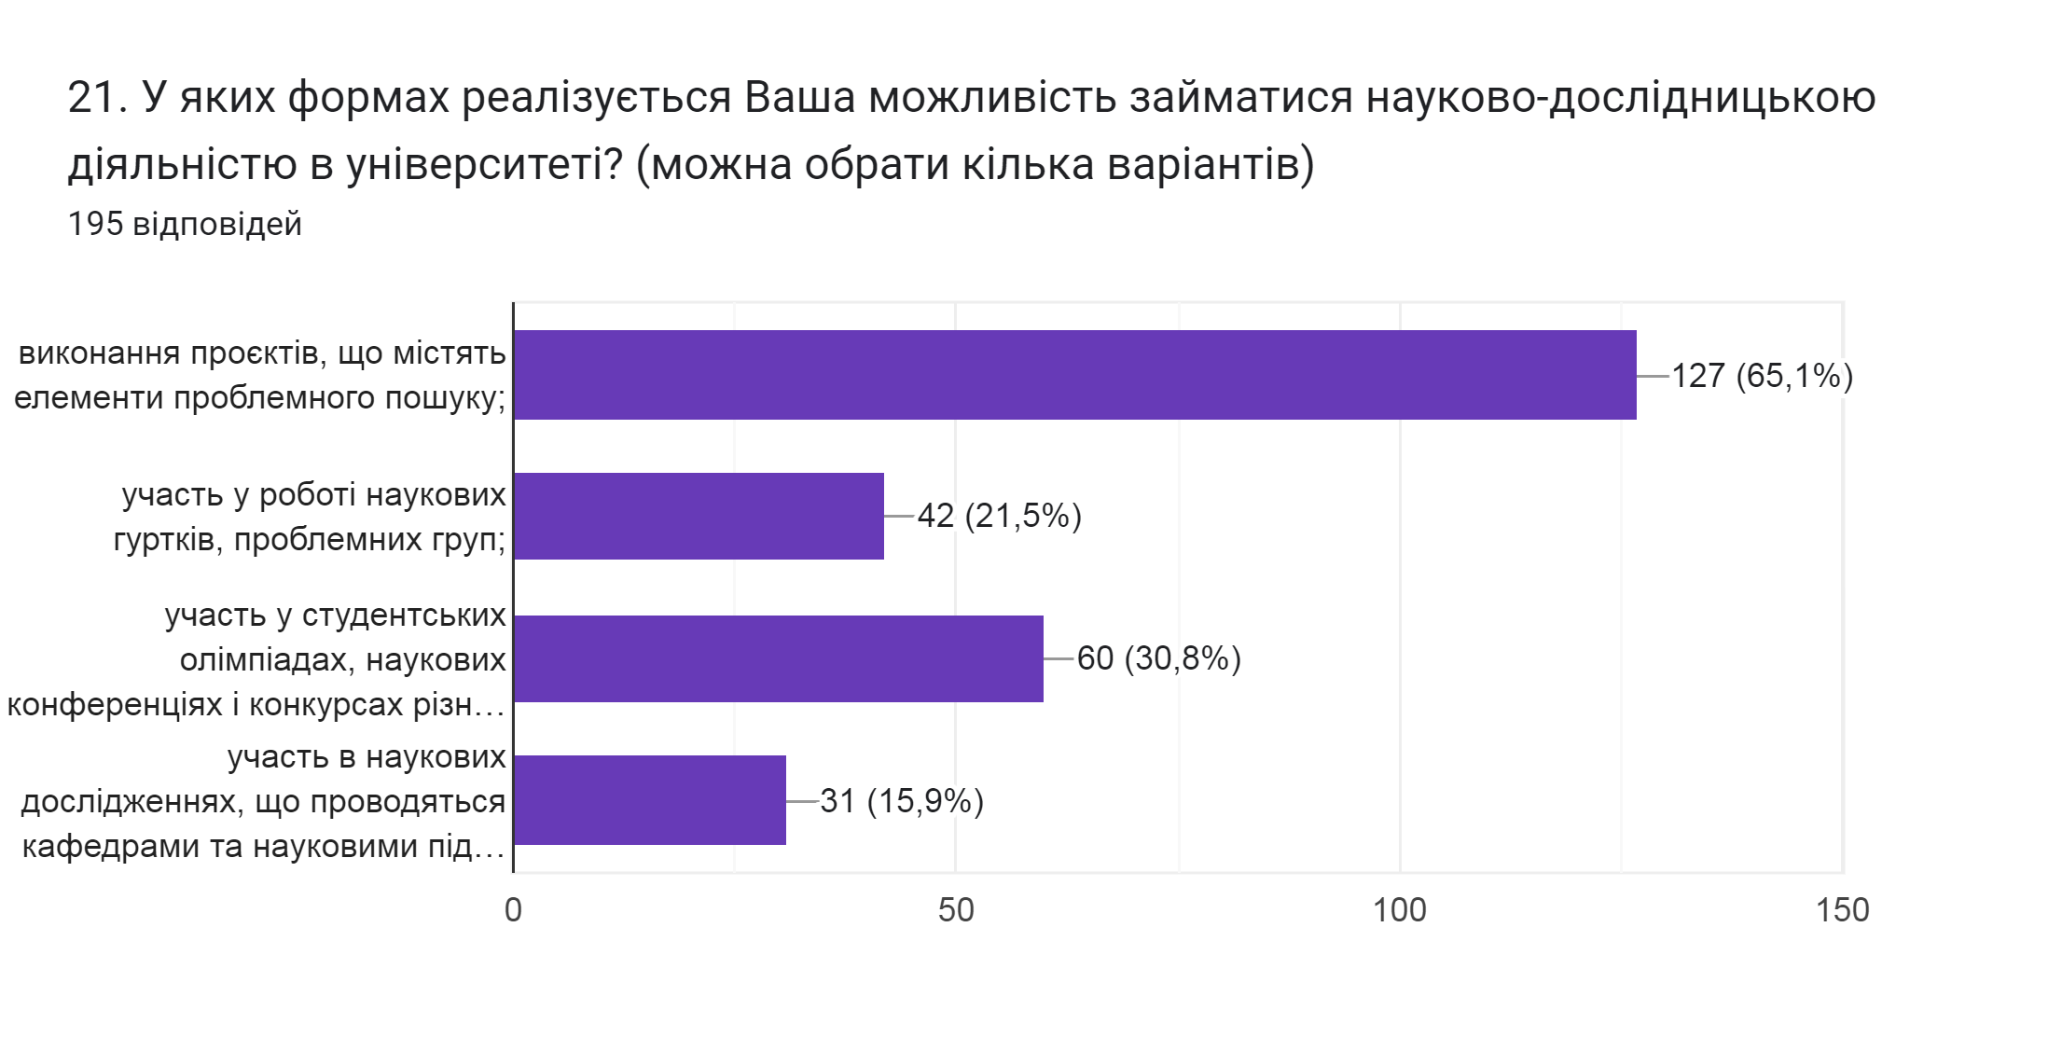 21. У яких формах реалізується Ваша можливість займатися науково-дослідницькою
діяльністю в університеті? (можна обрати кілька варіантів)
195 відповідей
виконання проєктів, що містять
елементи проблемного пошуку;
127 (65,1%)
участь у роботі наукових
гуртків, проблемних груп;
42 (21,5%)
участь у студентських
олімпіадах, наукових
конференціях і конкурсах різн…
60 (30,8%)
участь в наукових
дослідженнях, що проводяться
кафедрами та науковими під…
31 (15,9%)
0
50
100
150